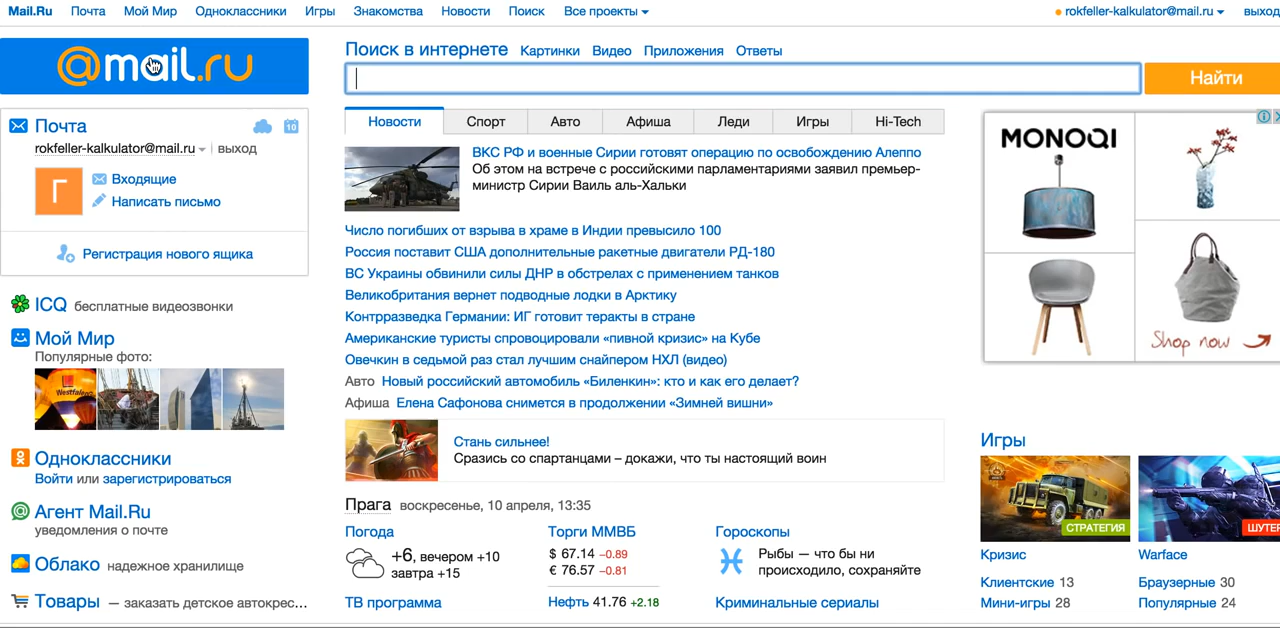 Mail.Ru Почта Мой Мир Одноклассники Игры Знакомства Новости Поиск Все проекты
rokfeller-kalkulator@mail.ru выход
@mail.ru
Поиск в интернете Картинки Видео Приложения Ответы
Найти
Почта
10
rokfeller-kalkulator@mail.ru выход
Г
Входящие
Написать письмо
Регистрация нового ящика
ICQ бесплатные видеозвонки
Мой Мир
Популярные фото:
Westfalen
Одноклассники
Войти или зарегистрироваться
Агент Mail.Ru
уведомления о почте
Облако надежное хранилище
Товары — заказать детское автокрес...
Новости Спорт Авто Афиша Леди Игры Hi-Tech
ВКС РФ и военные Сирии готовят операцию по освобождению Алеппо
Об этом на встрече с российскими парламентариями заявил премьер-
министр Сирии Ваиль аль-Хальки
Число погибших от взрыва в храме в Индии превысило 100
Россия поставит США дополнительные ракетные двигатели РД-180
ВС Украины обвинили силы ДНР в обстрелах с применением танков
Великобритания вернет подводные лодки в Арктику
Контрразведка Германии: ИГ готовит теракты в стране
Американские туристы спровоцировали «пивной кризис» на Кубе
Овечкин в седьмой раз стал лучшим снайпером НХЛ (видео)
Авто Новый российский автомобиль «Биленкин»: кто и как его делает?
Афиша Елена Сафонова снимется в продолжении «Зимней вишни»
Стань сильнее!
Сразись со спартанцами – докажи, что ты настоящий воин
Прага воскресенье, 10 апреля, 13:35
Погода
+6, вечером +10
завтра +15
ТВ программа
Торги ММВБ
$ 67.14 −0.89
€ 76.57 −0.81
Нефть 41.76 +2.18
Гороскопы
Рыбы — что бы ни
происходило, сохраняйте
Криминальные сериалы
MONOQI
Shop now
Игры
СТРАТЕГИЯ
ШУТЕР
Кризис
Warface
Клиентские 13
Браузерные 30
Мини-игры 28
Популярные 24